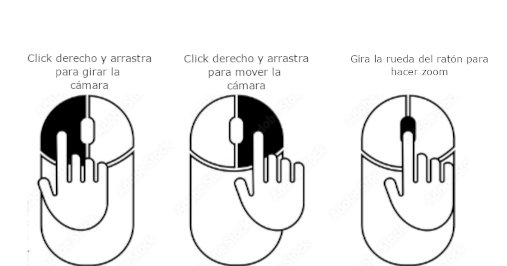 Click derecho y arrastra
para girar la
cámara
Click derecho y arrastra
para mover la
cámara
Gira la rueda del ratón para
hacer zoom